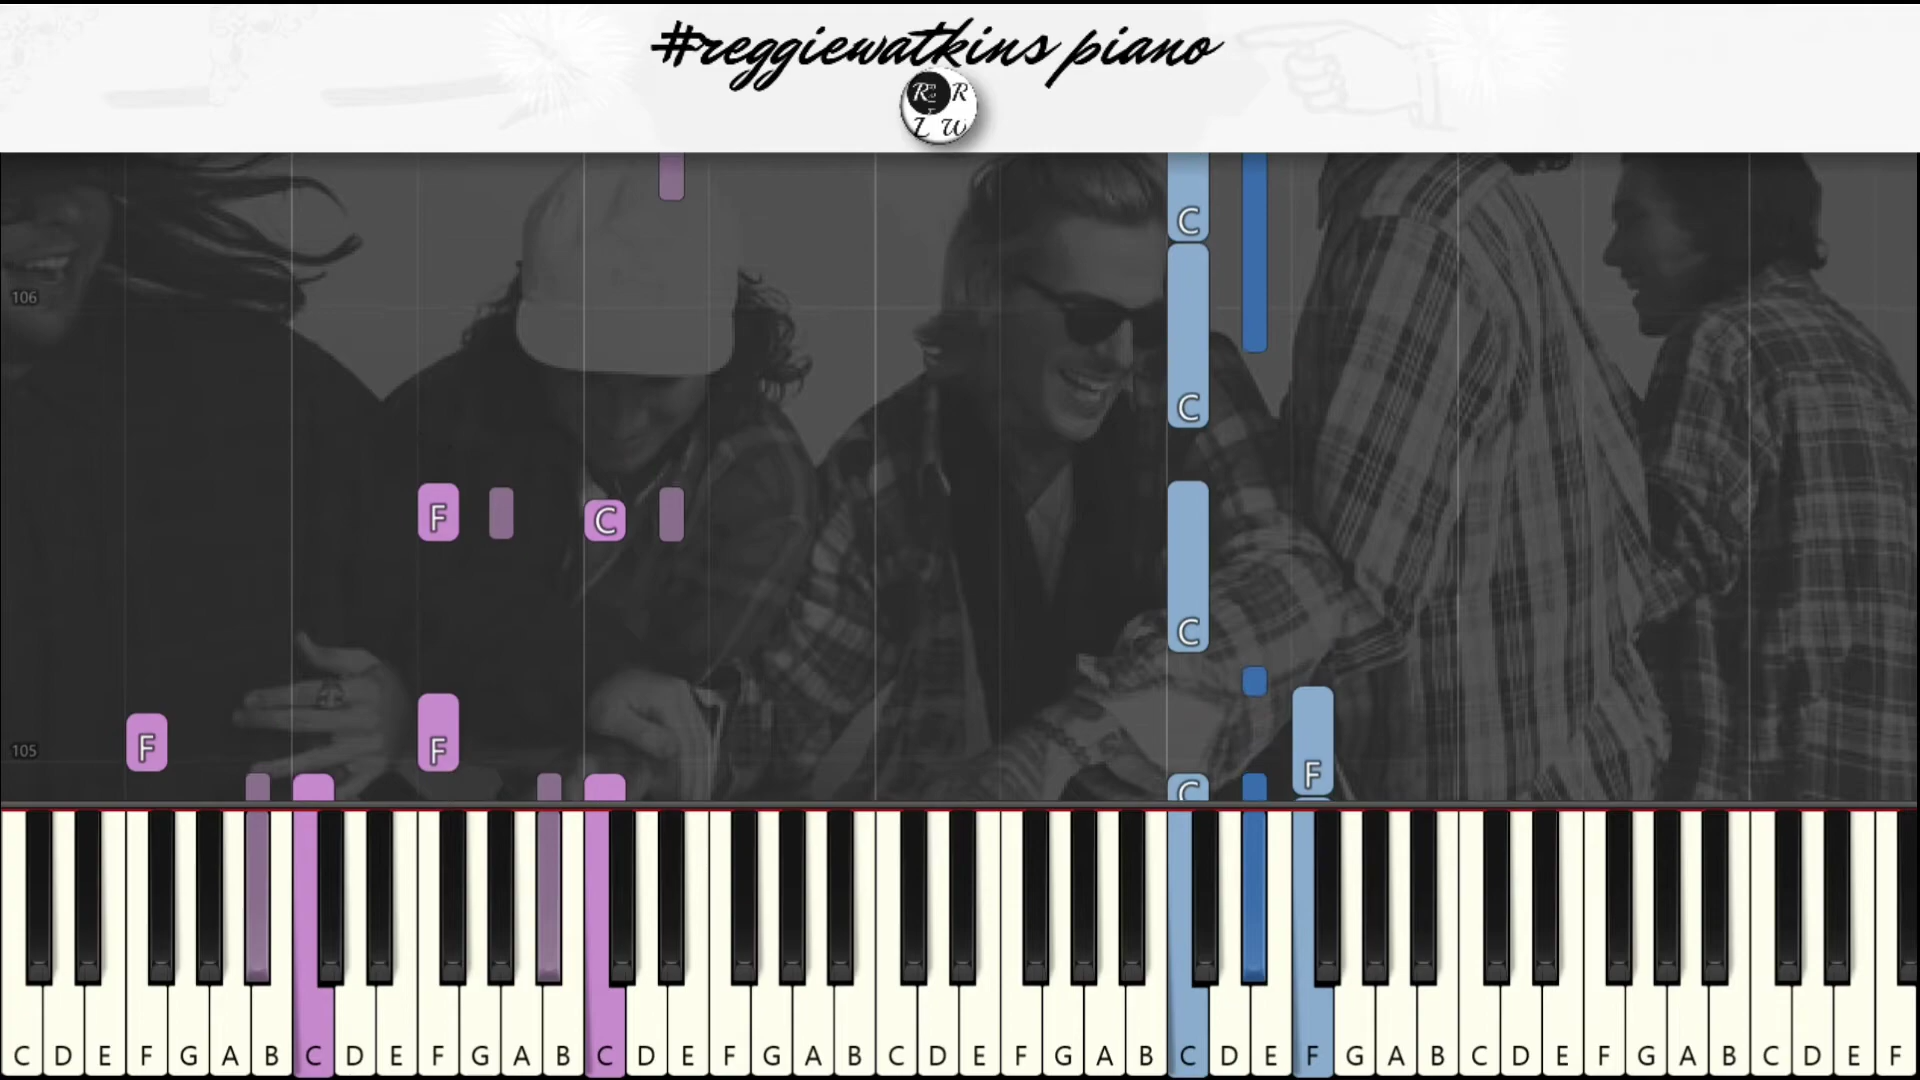 #reggiewatkins piano
R R
L W
C
106
C
F C
C
F F
105
F
C
C D E F G A B C D E F G A B C D E F G A B C D E F G A B C D E F G A B C D E F G A B C D E F